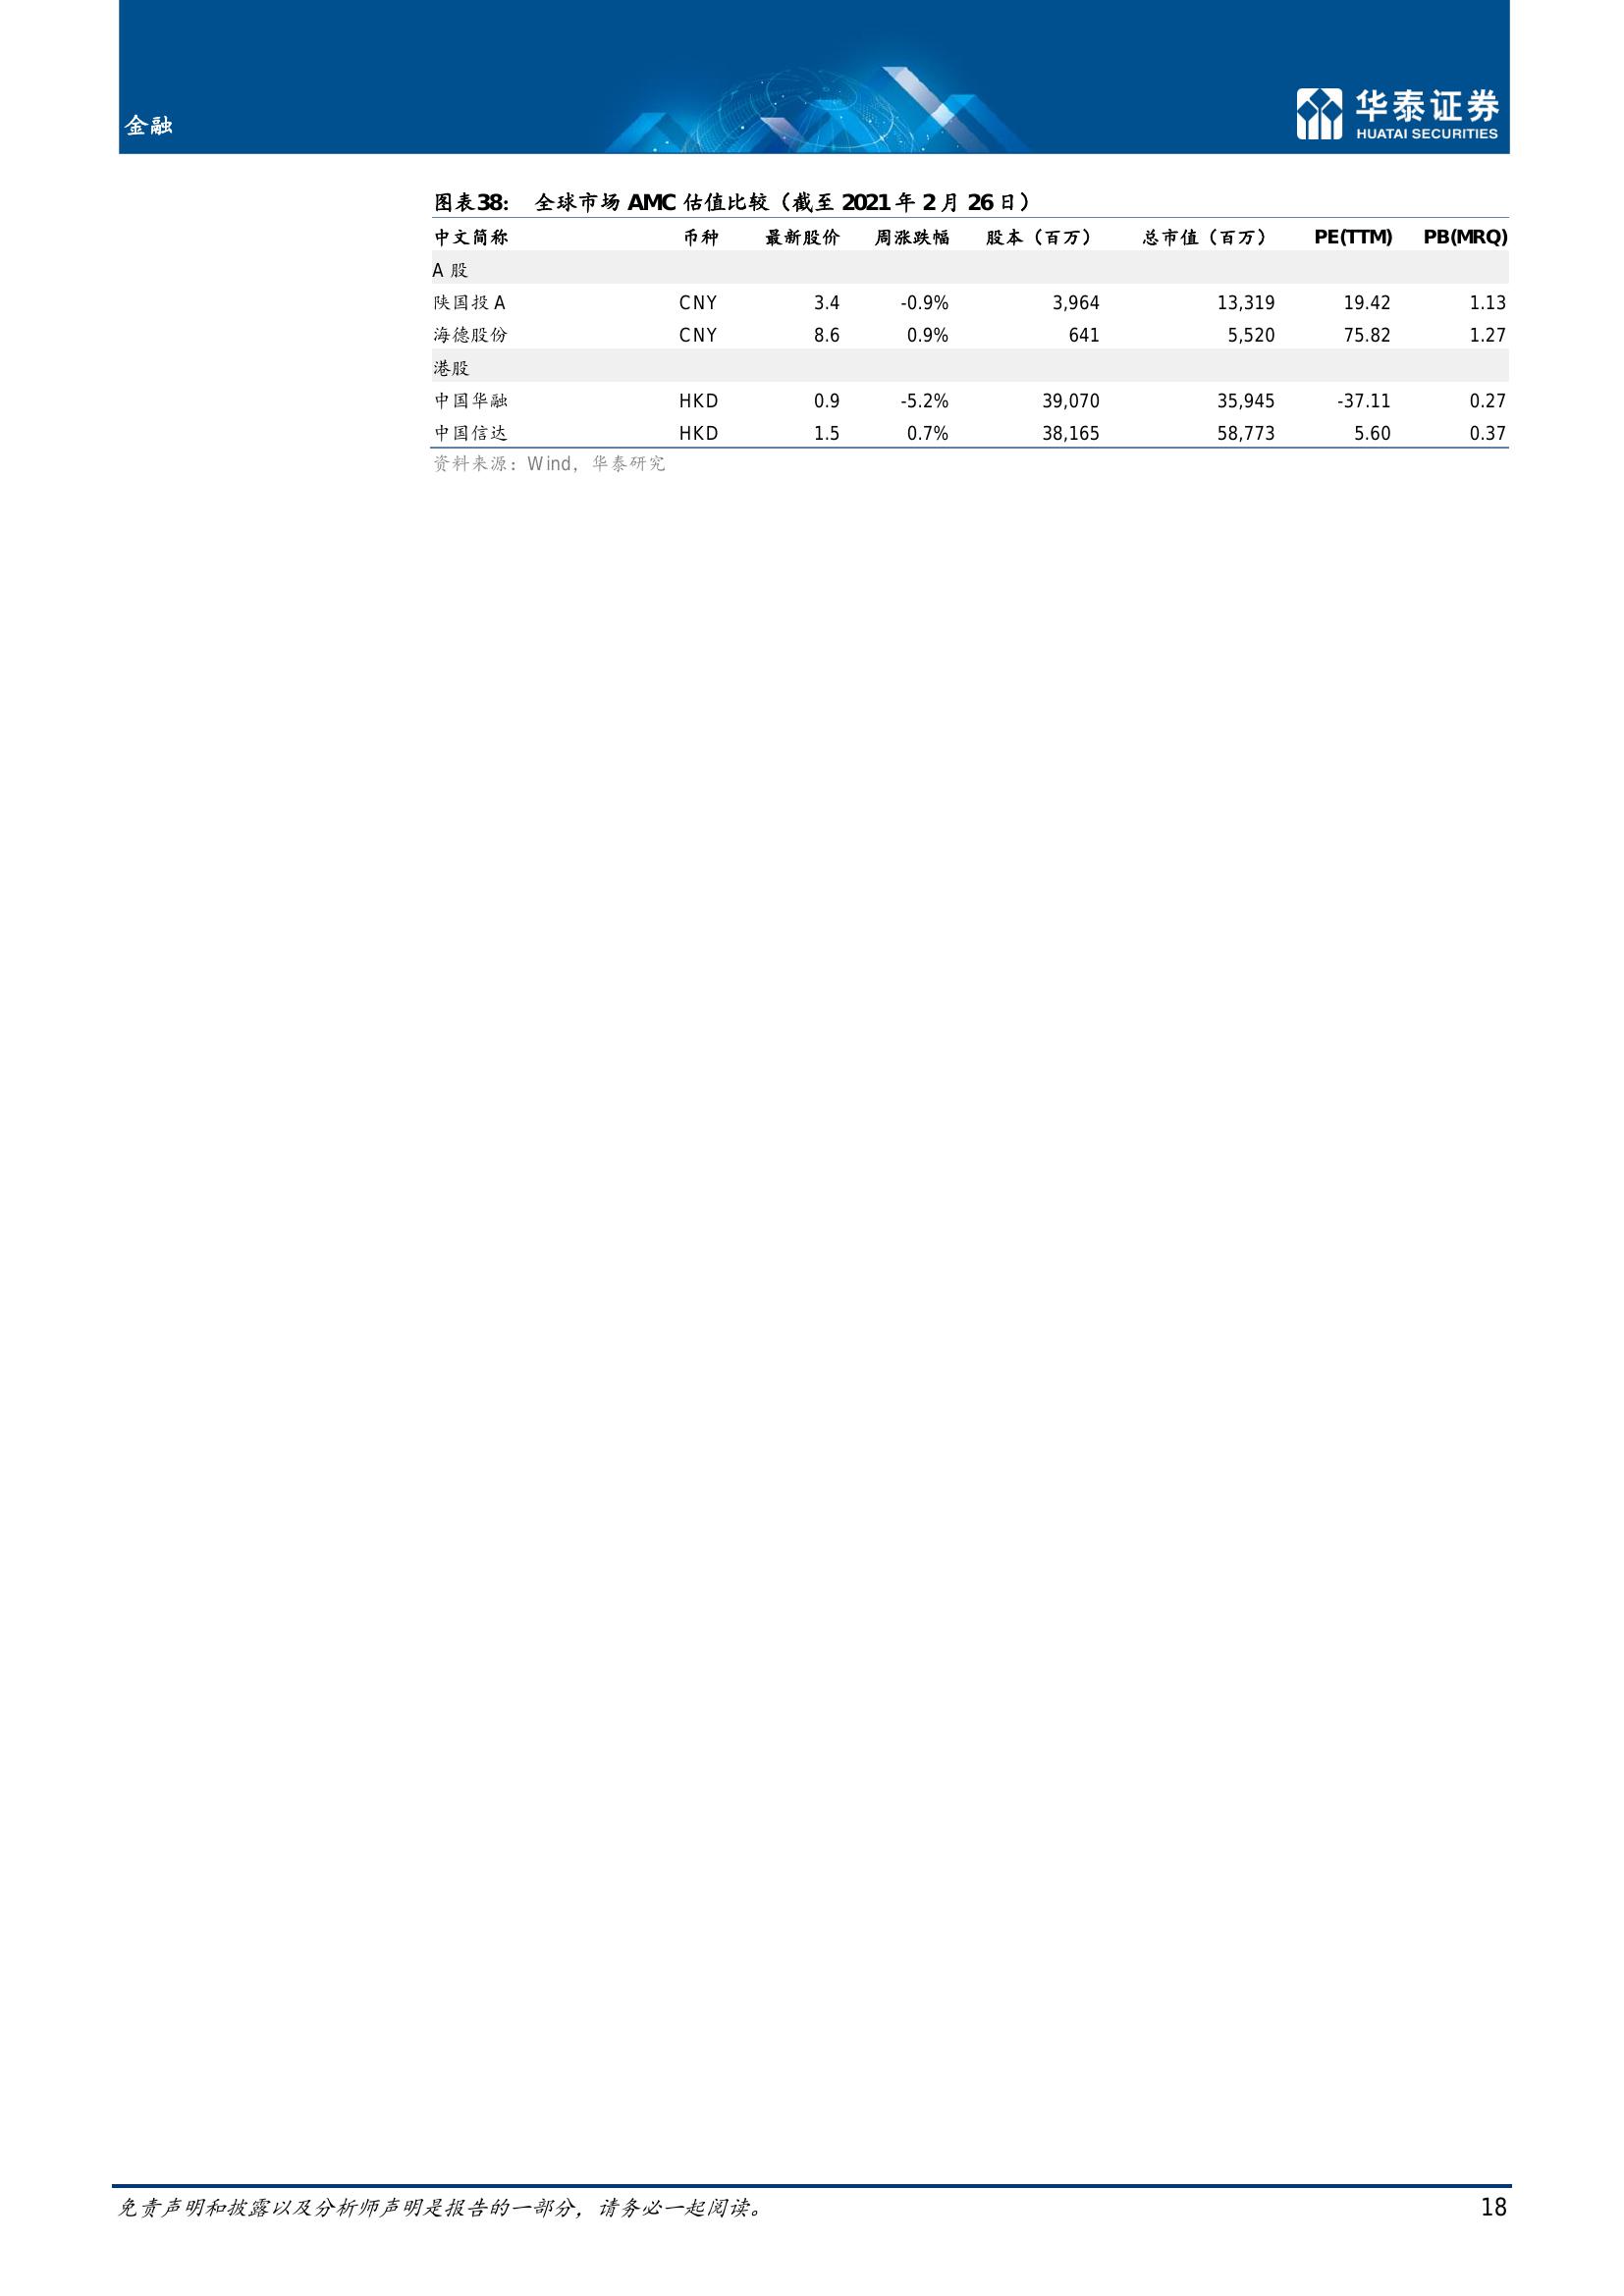 金融
华泰证券
HUATAI SECURITIES
图表38： 全球市场 AMC 估值比较（截至 2021 年 2 月 26 日）
中文简称 币种 最新股价 周涨跌幅 股本（百万） 总市值（百万） PE(TTM) PB(MRQ)
A 股
陕国投 A CNY 3.4 -0.9% 3,964 13,319 19.42 1.13
海德股份 CNY 8.6 0.9% 641 5,520 75.82 1.27
港股
中国华融 HKD 0.9 -5.2% 39,070 35,945 -37.11 0.27
中国信达 HKD 1.5 0.7% 38,165 58,773 5.60 0.37
资料来源：Wind，华泰研究
免责声明和披露以及分析师声明是报告的一部分，请务必一起阅读。 18